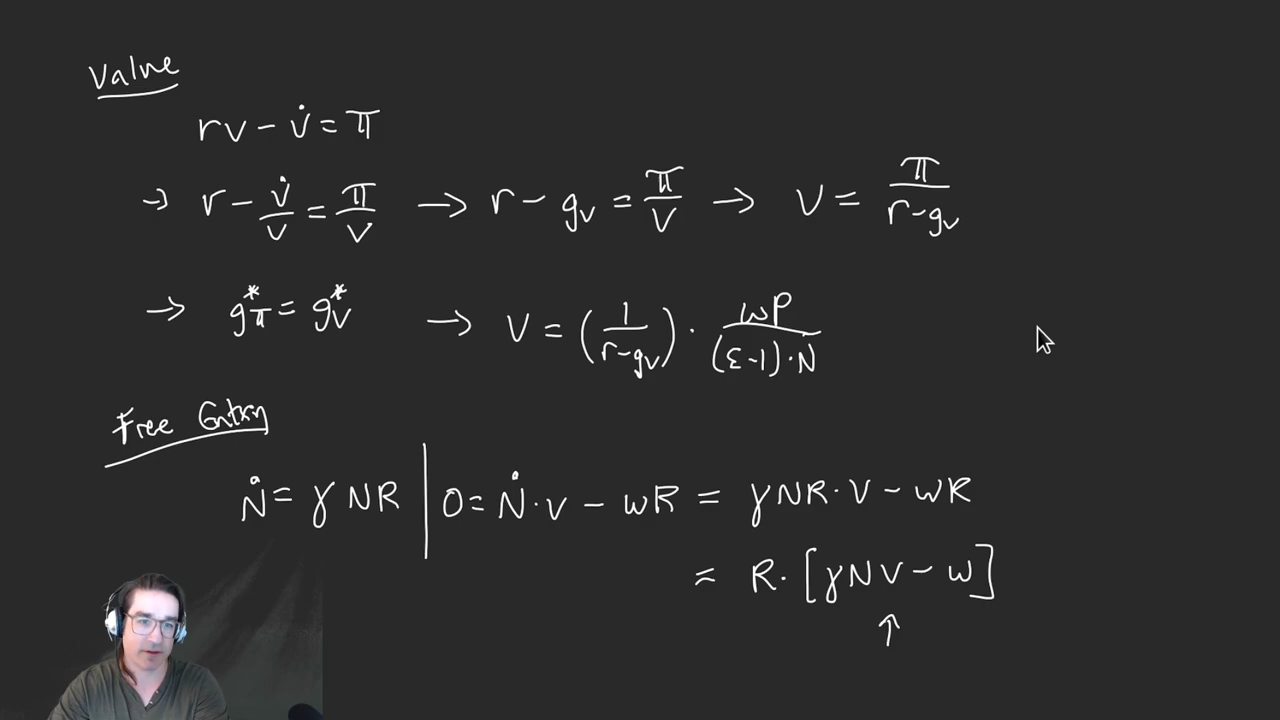 Value
rv − v̇ = π
→ r − v̇/v = π/v → r − g_v = π/v → v = π/(r−g_v)
→ g*_π = g*_v → v = (1/(r−g_v)) · wP/((ε−1)·N)
Free Entry
Ṅ = γNR | 0 = Ṅ·v − wR = γNR·v − wR
= R·[γNv − w]
↑